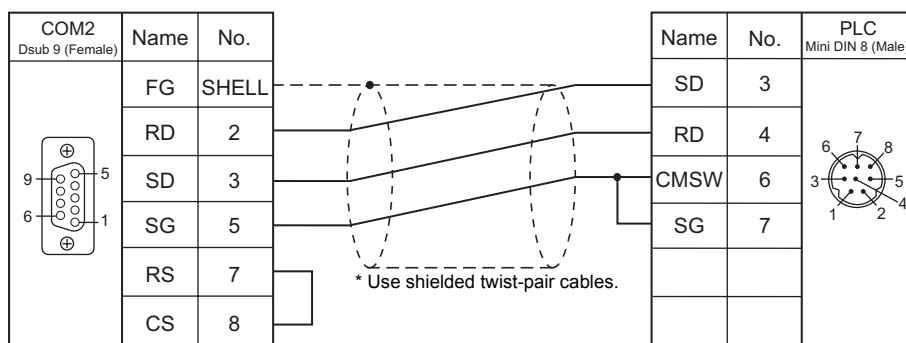 COM2
Dsub 9 (Female)
Name No.
FG SHELL
RD 2
SD 3
SG 5
RS 7
CS 8
9
5
6
1
* Use shielded twist-pair cables.
Name No.
PLC
Mini DIN 8 (Male)
SD 3
RD 4
CMSW 6
SG 7
7
6
8
3
5
4
1
2